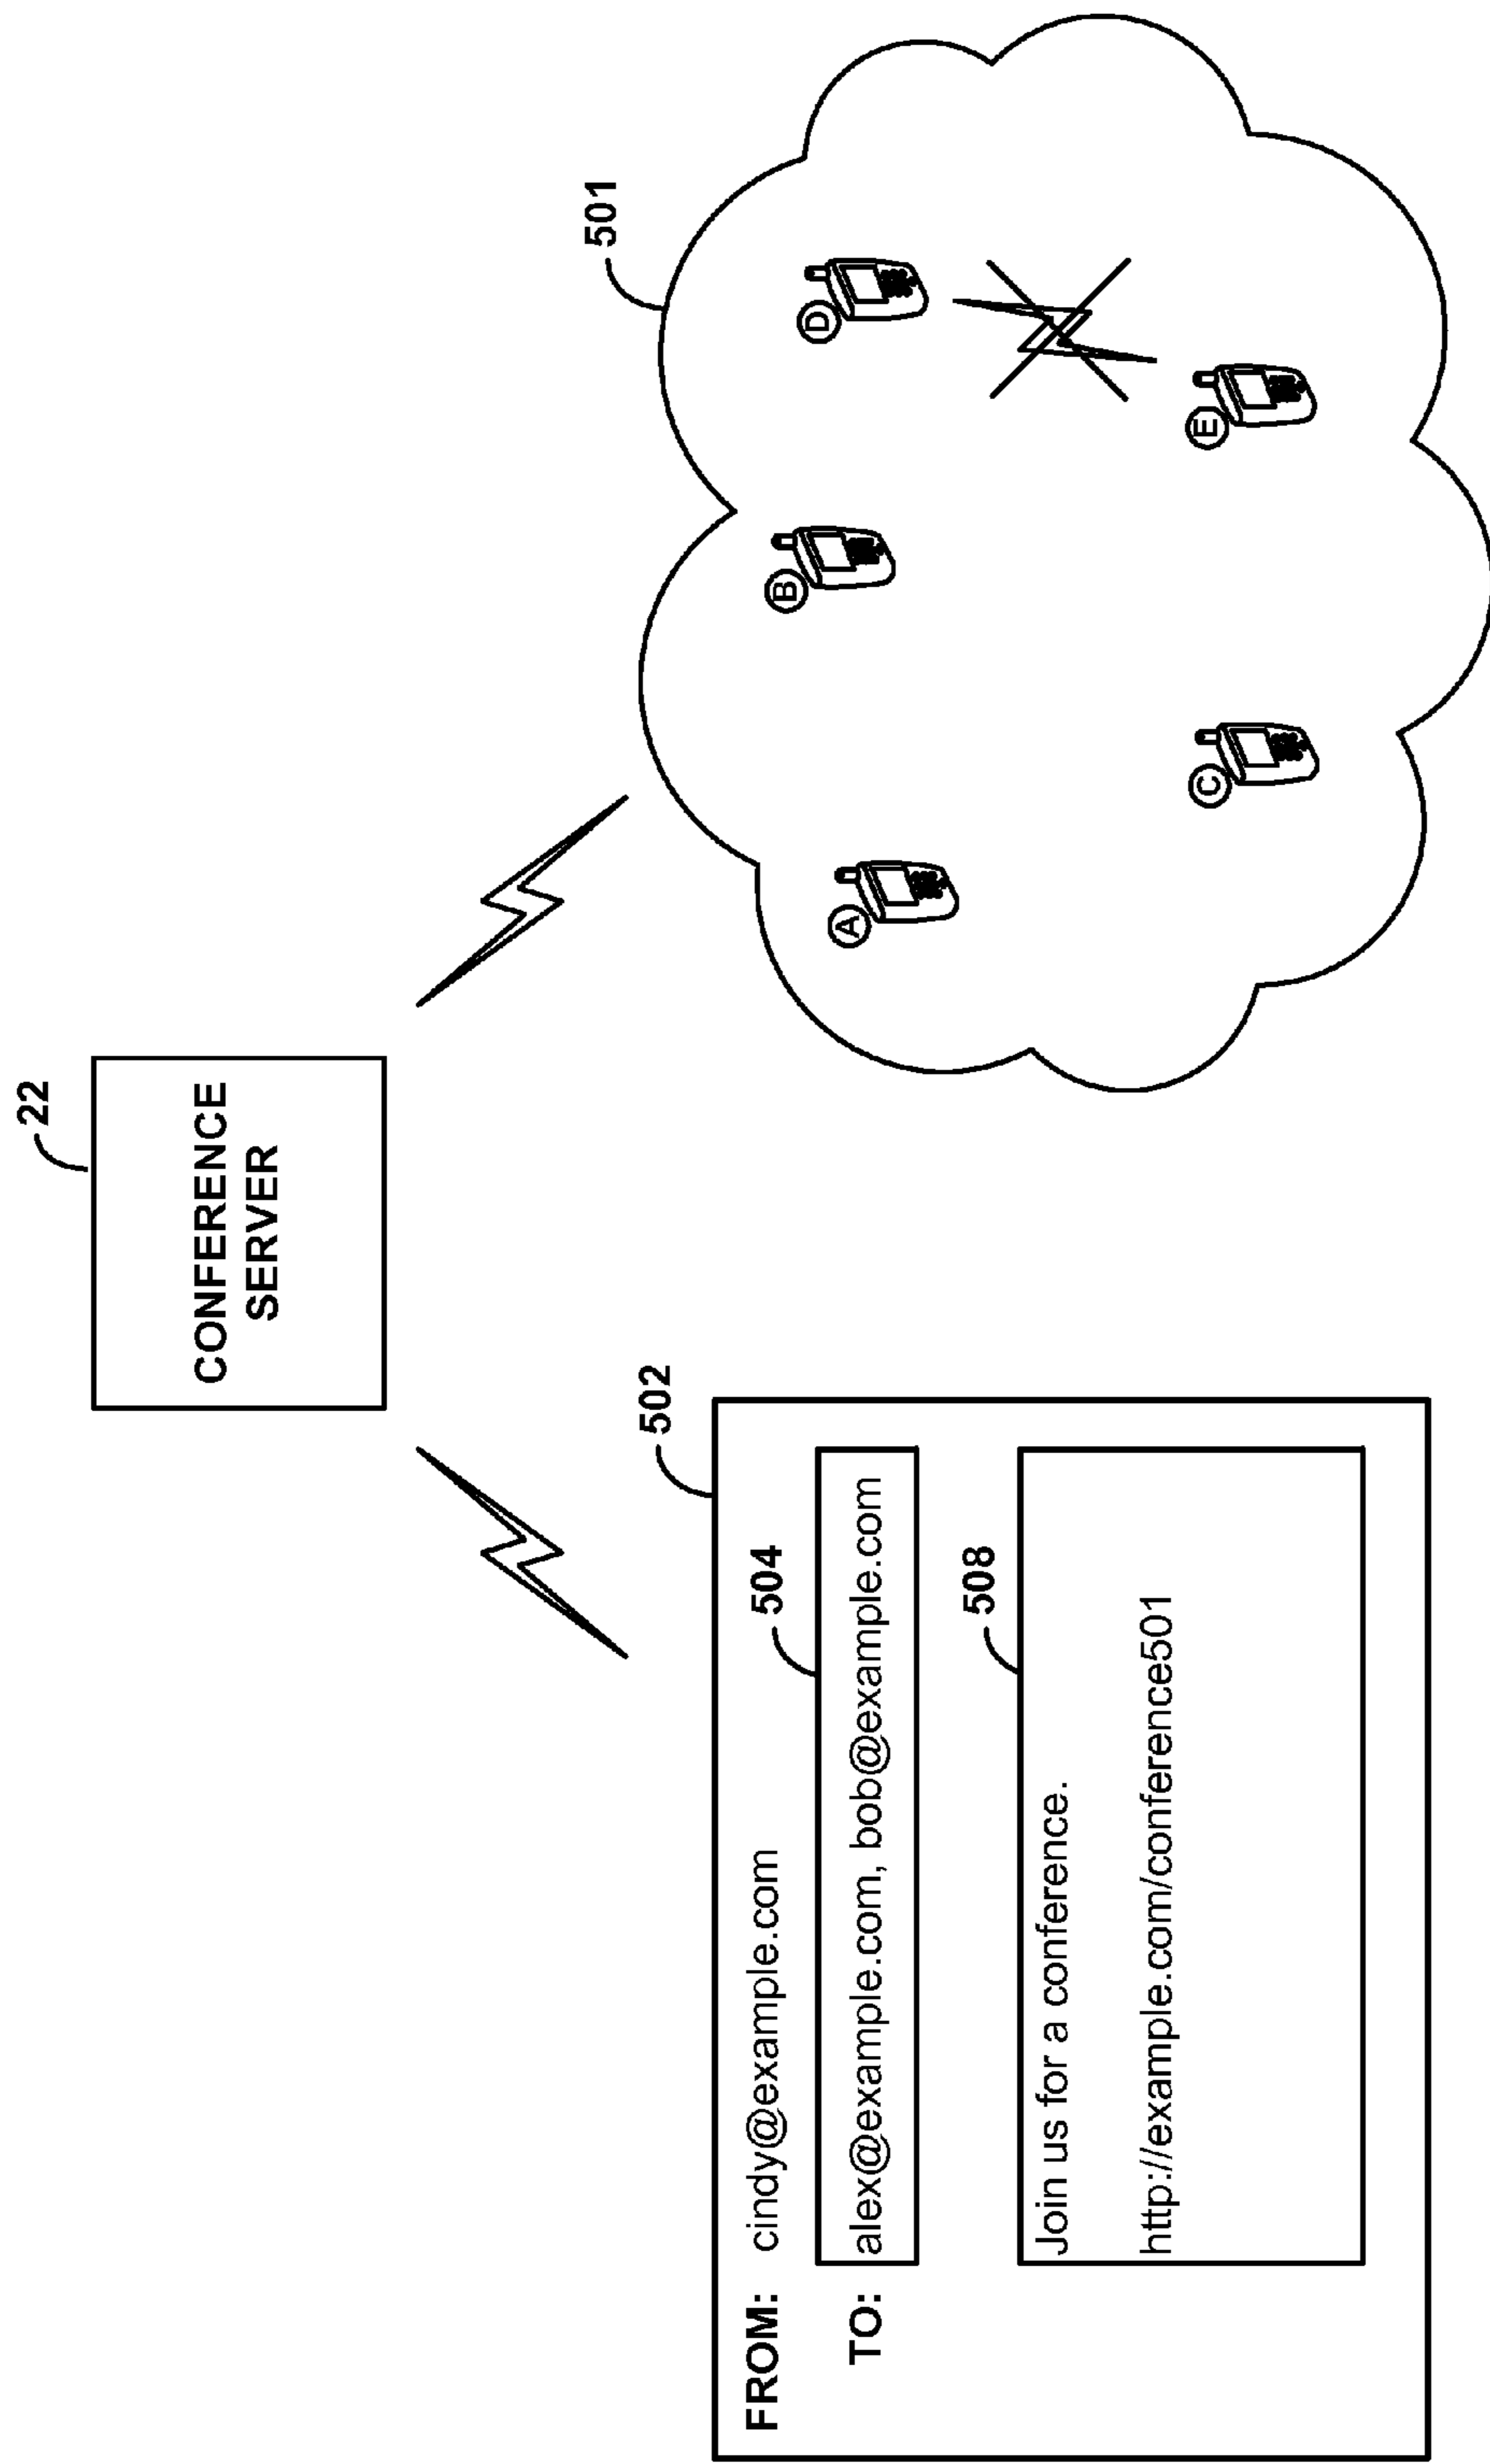 22
CONFERENCE
SERVER
502
FROM: cindy@example.com
504
TO: alex@example.com, bob@example.com
508
Join us for a conference.
http://example.com/conference501
501
A
B
C
D
E